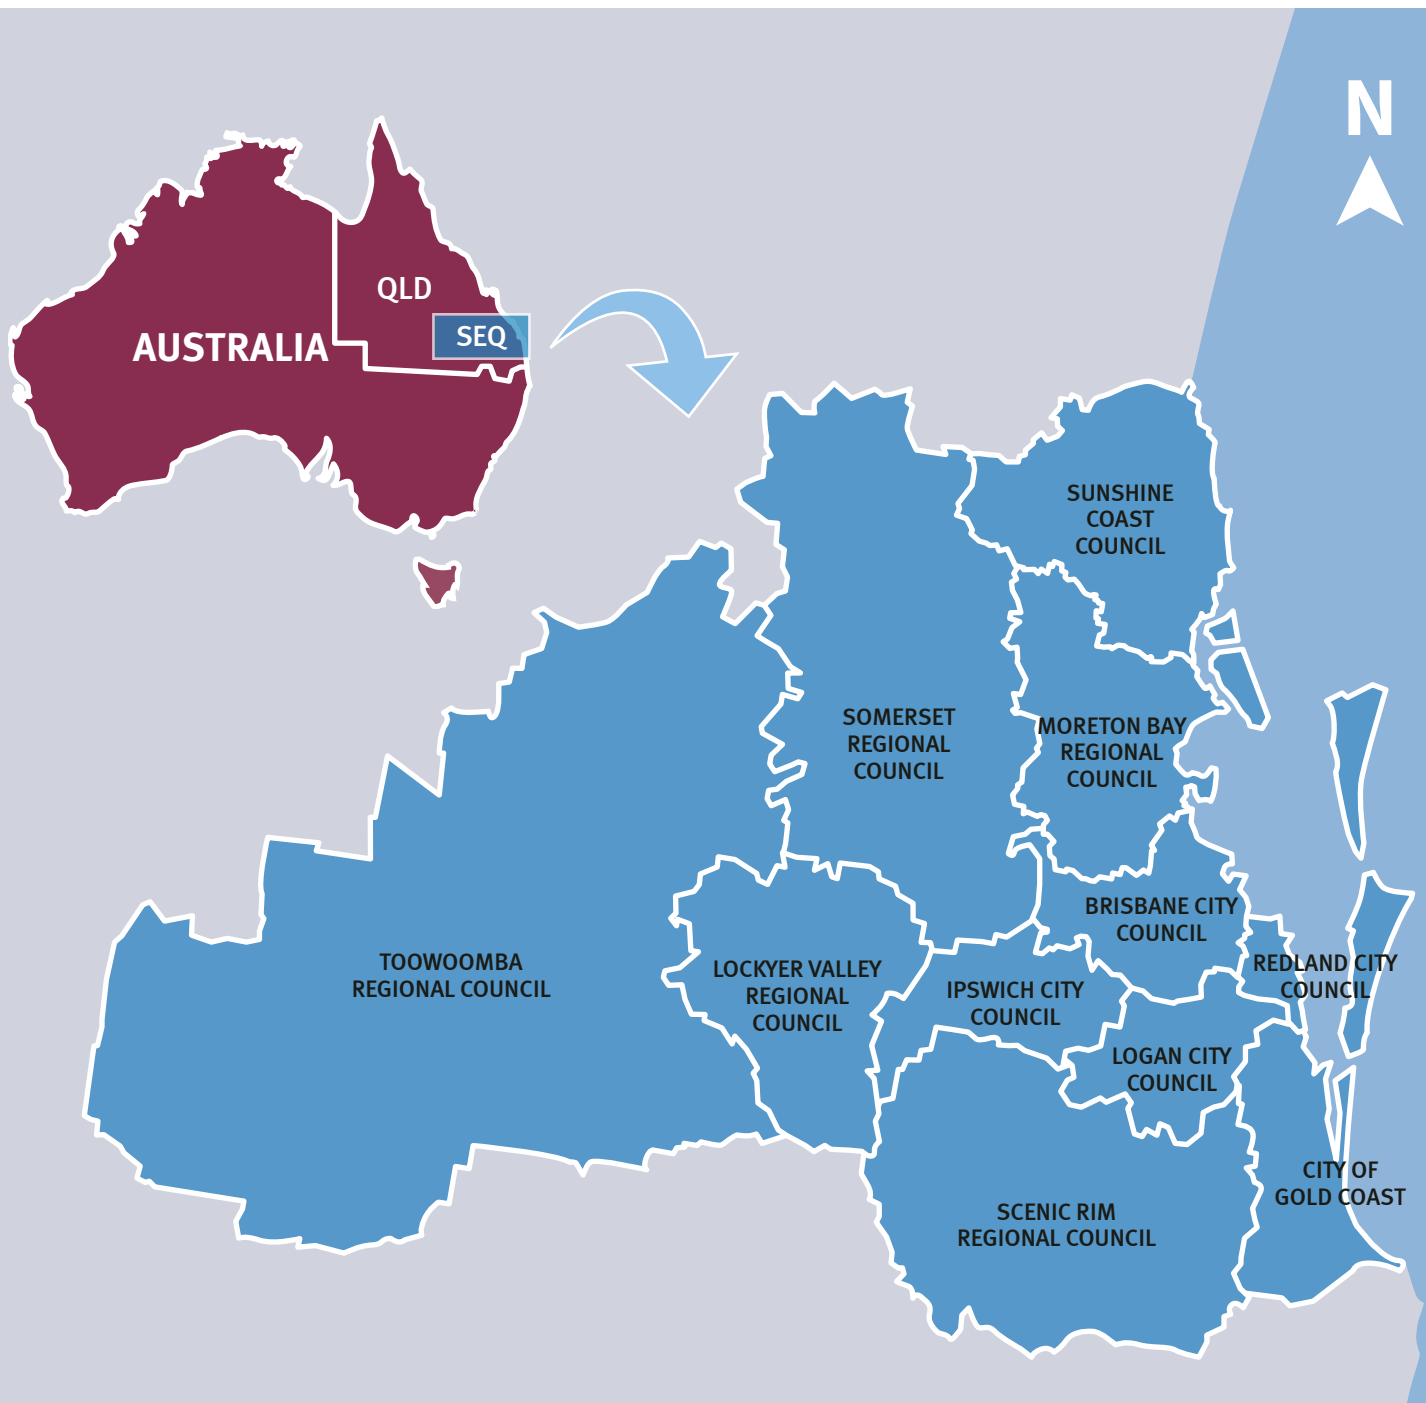 N
QLD
SEQ
AUSTRALIA
SUNSHINE
COAST
COUNCIL
SOMERSET
REGIONAL
COUNCIL
MORETON BAY
REGIONAL
COUNCIL
BRISBANE CITY
COUNCIL
TOOWOOMBA
REGIONAL COUNCIL
LOCKYER VALLEY
REGIONAL
COUNCIL
IPSWICH CITY
COUNCIL
REDLAND CITY
COUNCIL
LOGAN CITY
COUNCIL
CITY OF
GOLD COAST
SCENIC RIM
REGIONAL COUNCIL